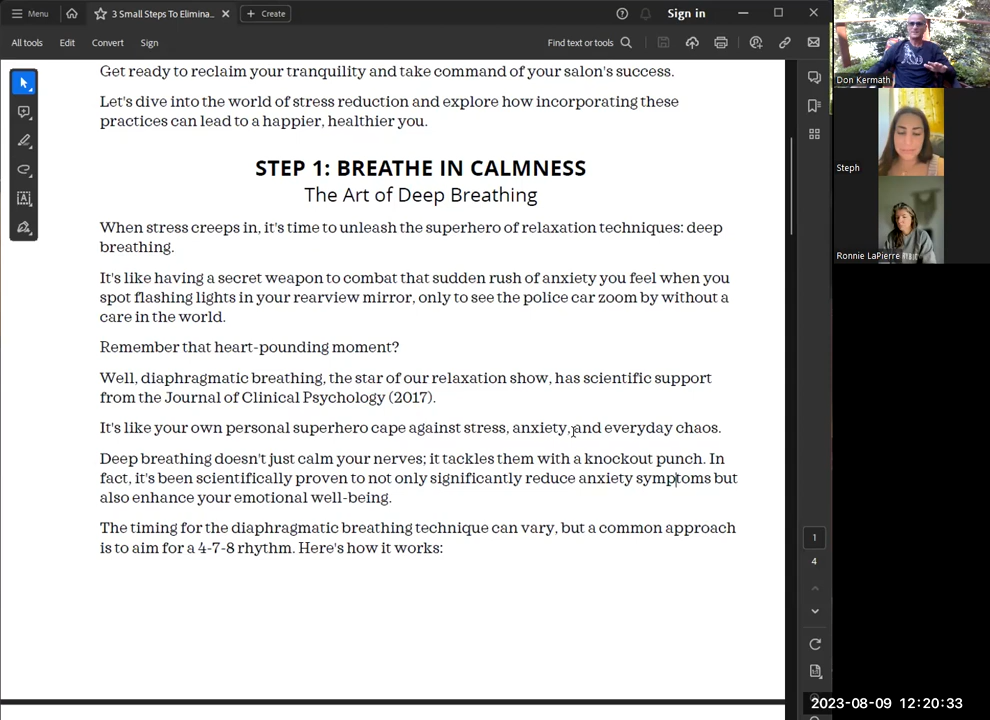 Menu
3 Small Steps To Elimina...
Create
Sign in
All tools
Edit
Convert
Sign
Find text or tools
Get ready to reclaim your tranquility and take command of your salon's success.
Let's dive into the world of stress reduction and explore how incorporating these
practices can lead to a happier, healthier you.
STEP 1: BREATHE IN CALMNESS
The Art of Deep Breathing
When stress creeps in, it's time to unleash the superhero of relaxation techniques: deep
breathing.
It's like having a secret weapon to combat that sudden rush of anxiety you feel when you
spot flashing lights in your rearview mirror, only to see the police car zoom by without a
care in the world.
Remember that heart-pounding moment?
Well, diaphragmatic breathing, the star of our relaxation show, has scientific support
from the Journal of Clinical Psychology (2017).
It's like your own personal superhero cape against stress, anxiety, and everyday chaos.
Deep breathing doesn't just calm your nerves; it tackles them with a knockout punch. In
fact, it's been scientifically proven to not only significantly reduce anxiety symptoms but
also enhance your emotional well-being.
The timing for the diaphragmatic breathing technique can vary, but a common approach
is to aim for a 4-7-8 rhythm. Here's how it works:
1
4
Don Kermath
Steph
Ronnie LaPierre
2023-08-09 12:20:33